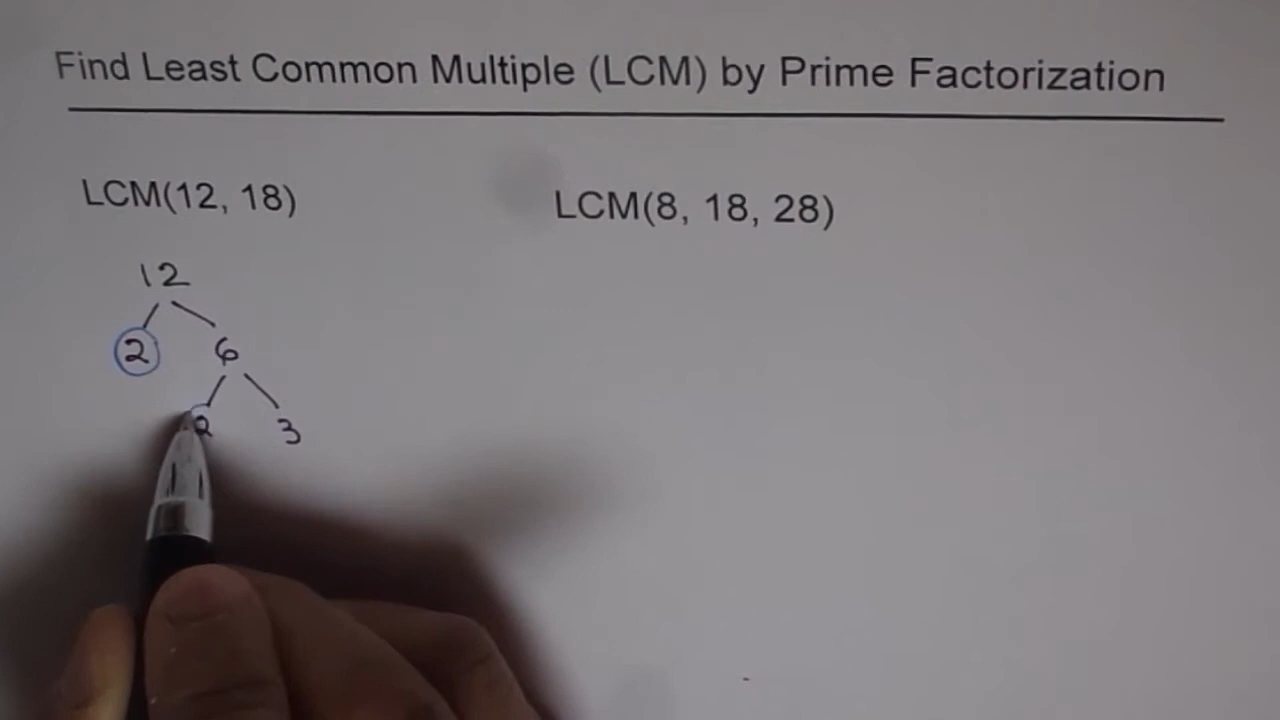 Find Least Common Multiple (LCM) by Prime Factorization
LCM(12, 18)
LCM(8, 18, 28)
12
2 6
2 3